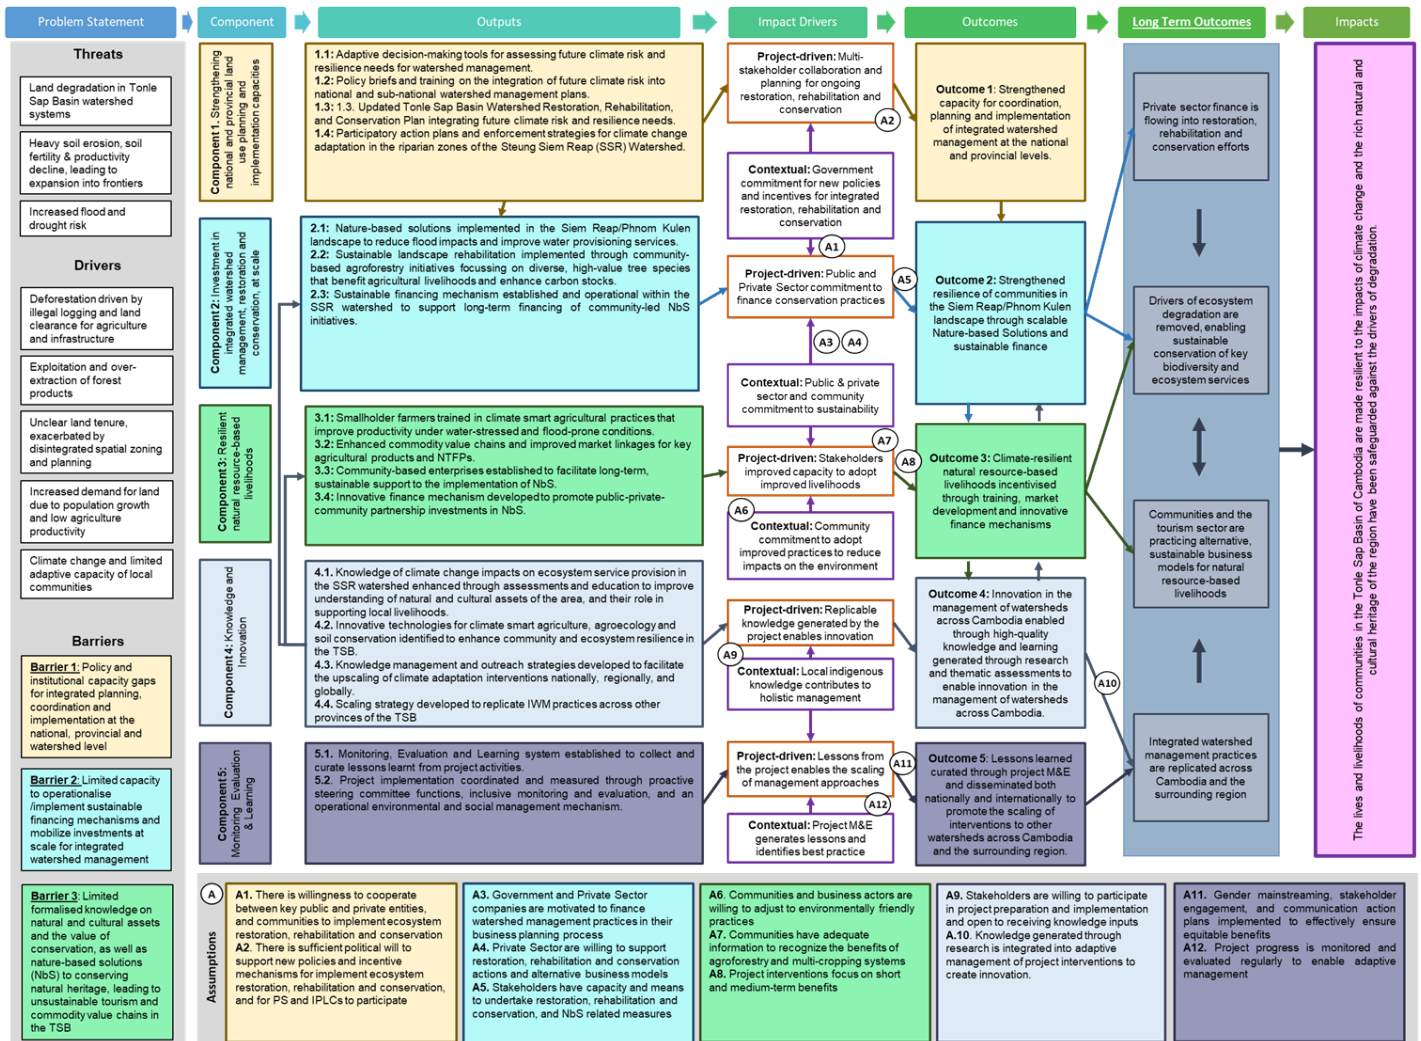 Problem Statement
Component
Outputs
Impact Drivers
Outcomes
Long Term Outcomes
Impacts
Threats
Land degradation in Tonle
Sap Basin watershed
systems
Heavy soil erosion, soil
fertility & productivity
decline, leading to
expansion into frontiers
Increased flood and
drought risk
Drivers
Deforestation driven by
illegal logging and land
clearance for agriculture
and infrastructure
Exploitation and over-
extraction of forest
products
Unclear land tenure,
exacerbated by
disintegrated spatial zoning
and planning
Increased demand for land
due to population growth
and low agriculture
productivity
Climate change and limited
adaptive capacity of local
communities
Barriers
Barrier 1: Policy and
institutional capacity gaps
for integrated planning,
coordination and
implementation at the
national, provincial and
watershed level
Barrier 2: Limited capacity
to operationalise
/implement sustainable
financing mechanisms and
mobilize investments at
scale for integrated
watershed management
Barrier 3: Limited
formalised knowledge on
natural and cultural assets
and the value of
conservation, as well as
nature-based solutions
(NbS) to conserving
natural heritage, leading to
unsustainable tourism and
commodity value chains in
the TSB
Component 1. Strengthening
national and provincial land
use planning and
implementation capacities
Component 2: Investment in
integrated watershed
management, restoration and
conservation, at scale
Component 3: Resilient
natural resource-based
livelihoods
Component 4: Knowledge and
Innovation
Component5:
Monitoring, Evaluation
& Learning
1.1: Adaptive decision-making tools for assessing future climate risk and
resilience needs for watershed management.
1.2: Policy briefs and training on the integration of future climate risk into
national and sub-national watershed management plans.
1.3: 1.3. Updated Tonle Sap Basin Watershed Restoration, Rehabilitation,
and Conservation Plan integrating future climate risk and resilience needs.
1.4: Participatory action plans and enforcement strategies for climate change
adaptation in the riparian zones of the Steung Siem Reap (SSR) Watershed.
2.1: Nature-based solutions implemented in the Siem Reap/Phnom Kulen
landscape to reduce flood impacts and improve water provisioning services.
2.2: Sustainable landscape rehabilitation implemented through community-
based agroforestry initiatives focussing on diverse, high-value tree species
that benefit agricultural livelihoods and enhance carbon stocks.
2.3: Sustainable financing mechanism established and operational within the
SSR watershed to support long-term financing of community-led NbS
initiatives.
3.1: Smallholder farmers trained in climate smart agricultural practices that
improve productivity under water-stressed and flood-prone conditions.
3.2: Enhanced commodity value chains and improved market linkages for key
agricultural products and NTFPs.
3.3: Community-based enterprises established to facilitate long-term,
sustainable support to the implementation of NbS.
3.4: Innovative finance mechanism developed to promote public-private-
community partnership investments in NbS.
4.1. Knowledge of climate change impacts on ecosystem service provision in
the SSR watershed enhanced through assessments and education to improve
understanding of natural and cultural assets of the area, and their role in
supporting local livelihoods.
4.2. Innovative technologies for climate smart agriculture, agroecology and
soil conservation identified to enhance community and ecosystem resilience in
the TSB.
4.3. Knowledge management and outreach strategies developed to facilitate
the upscaling of climate adaptation interventions nationally, regionally, and
globally.
4.4. Scaling strategy developed to replicate IWM practices across other
provinces of the TSB
5.1. Monitoring, Evaluation and Learning system established to collect and
curate lessons learnt from project activities.
5.2. Project implementation coordinated and measured through proactive
steering committee functions, inclusive monitoring and evaluation, and an
operational environmental and social management mechanism.
Project-driven: Multi-
stakeholder collaboration and
planning for ongoing
restoration, rehabilitation and
conservation
A2
Contextual: Government
commitment for new policies
and incentives for integrated
restoration, rehabilitation and
conservation
A1
Project-driven: Public and
Private Sector commitment to
finance conservation practices
A5
A3
A4
Contextual: Public & private
sector and community
commitment to sustainability
A7
Project-driven: Stakeholders
improved capacity to adopt
improved livelihoods
A8
A6
Contextual: Community
commitment to adopt
improved practices to reduce
impacts on the environment
Project-driven: Replicable
knowledge generated by the
project enables innovation
A9
Contextual: Local indigenous
knowledge contributes to
holistic management
Project-driven: Lessons from
the project enables the scaling
of management approaches
A11
A12
Contextual: Project M&E
generates lessons and
identifies best practice
Outcome 1: Strengthened
capacity for coordination,
planning and implementation
of integrated watershed
management at the national
and provincial levels.
Outcome 2: Strengthened
resilience of communities in
the Siem Reap/Phnom Kulen
landscape through scalable
Nature-based Solutions and
sustainable finance
Outcome 3: Climate-resilient
natural resource-based
livelihoods incentivised
through training, market
development and innovative
finance mechanisms
Outcome 4: Innovation in the
management of watersheds
across Cambodia enabled
through high-quality
knowledge and learning
generated through research
and thematic assessments to
enable innovation in the
management of watersheds
across Cambodia.
A10
Outcome 5: Lessons learned
curated through project M&E
and disseminated both
nationally and internationally to
promote the scaling of
interventions to other
watersheds across Cambodia
and the surrounding region.
Private sector finance is
flowing into restoration,
rehabilitation and
conservation efforts
Drivers of ecosystem
degradation are
removed, enabling
sustainable
conservation of key
biodiversity and
ecosystem services
Communities and the
tourism sector are
practicing alternative,
sustainable business
models for natural
resource-based
livelihoods
Integrated watershed
management practices
are replicated across
Cambodia and the
surrounding region
The lives and livelihoods of communities in the Tonle Sap Basin of Cambodia are made resilient to the impacts of climate change and the rich natural and
cultural heritage of the region have been safeguarded against the drivers of degradation.
A
Assumptions
A1. There is willingness to cooperate
between key public and private entities,
and communities to implement ecosystem
restoration, rehabilitation and conservation
A2. There is sufficient political will to
support new policies and incentive
mechanisms for implement ecosystem
restoration, rehabilitation and conservation,
and for PS and IPLCs to participate
A3. Government and Private Sector
companies are motivated to finance
watershed management practices in their
business planning process
A4. Private Sector are willing to support
restoration, rehabilitation and conservation
actions and alternative business models
A5. Stakeholders have capacity and means
to undertake restoration, rehabilitation and
conservation, and NbS related measures
A6. Communities and business actors are
willing to adjust to environmentally friendly
practices
A7. Communities have adequate
information to recognize the benefits of
agroforestry and multi-cropping systems
A8. Project interventions focus on short
and medium-term benefits
A9. Stakeholders are willing to participate
in project preparation and implementation
and open to receiving knowledge inputs
A.10. Knowledge generated through
research is integrated into adaptive
management of project interventions to
create innovation.
A11. Gender mainstreaming, stakeholder
engagement, and communication action
plans implemented to effectively ensure
equitable benefits
A12. Project progress is monitored and
evaluated regularly to enable adaptive
management